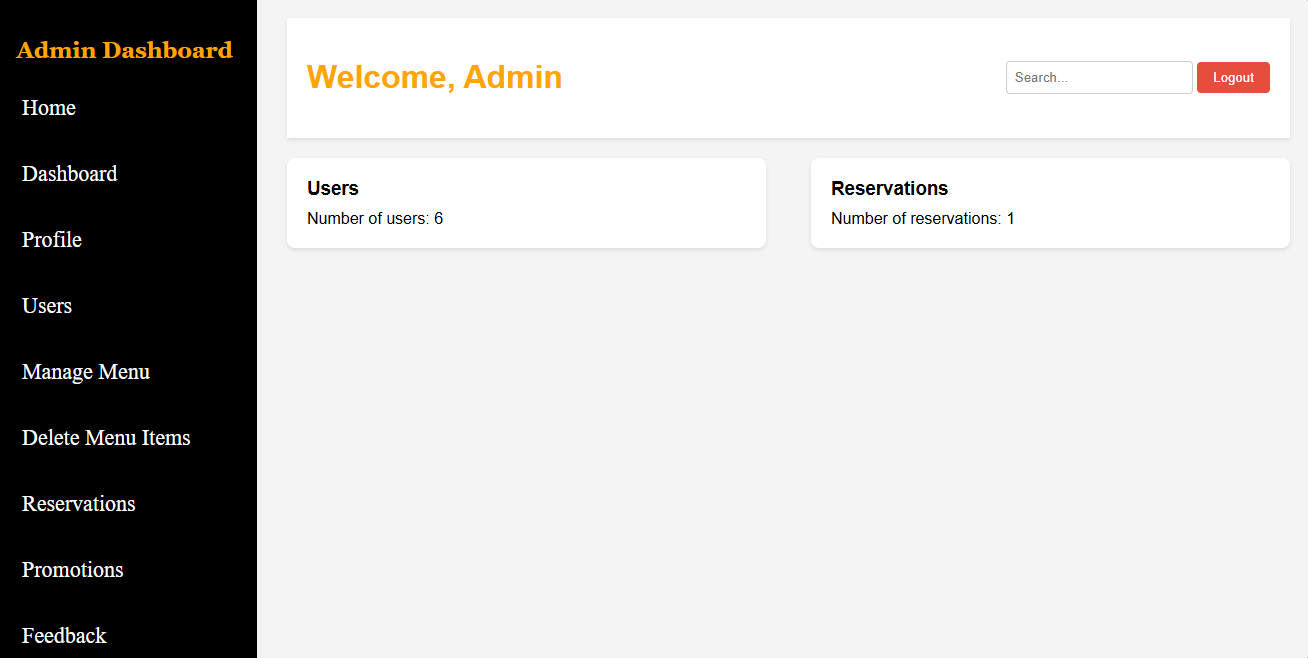 Admin Dashboard
Home
Dashboard
Profile
Users
Manage Menu
Delete Menu Items
Reservations
Promotions
Feedback
Welcome, Admin
Search...
Logout
Users
Number of users: 6
Reservations
Number of reservations: 1